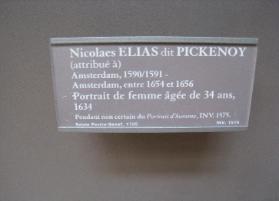 Nicolaes ELIAS dit PICKENOY
(attribué à)
Amsterdam, 1590/1591 -
Amsterdam, entre 1654 et 1656
Portrait de femme âgée de 34 ans,
1634
Pendant non certain du Portrait d'homme, INV. 1975.